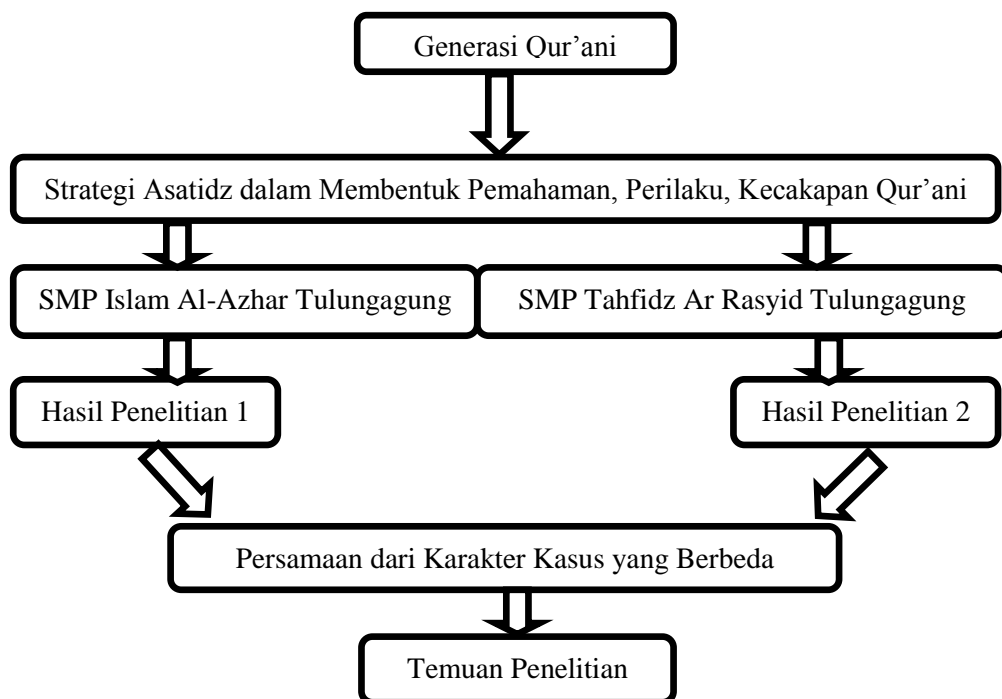 Generasi Qur’ani
Strategi Asatidz dalam Membentuk Pemahaman, Perilaku, Kecakapan Qur’ani
SMP Islam Al-Azhar Tulungagung
SMP Tahfidz Ar Rasyid Tulungagung
Hasil Penelitian 1
Hasil Penelitian 2
Persamaan dari Karakter Kasus yang Berbeda
Temuan Penelitian